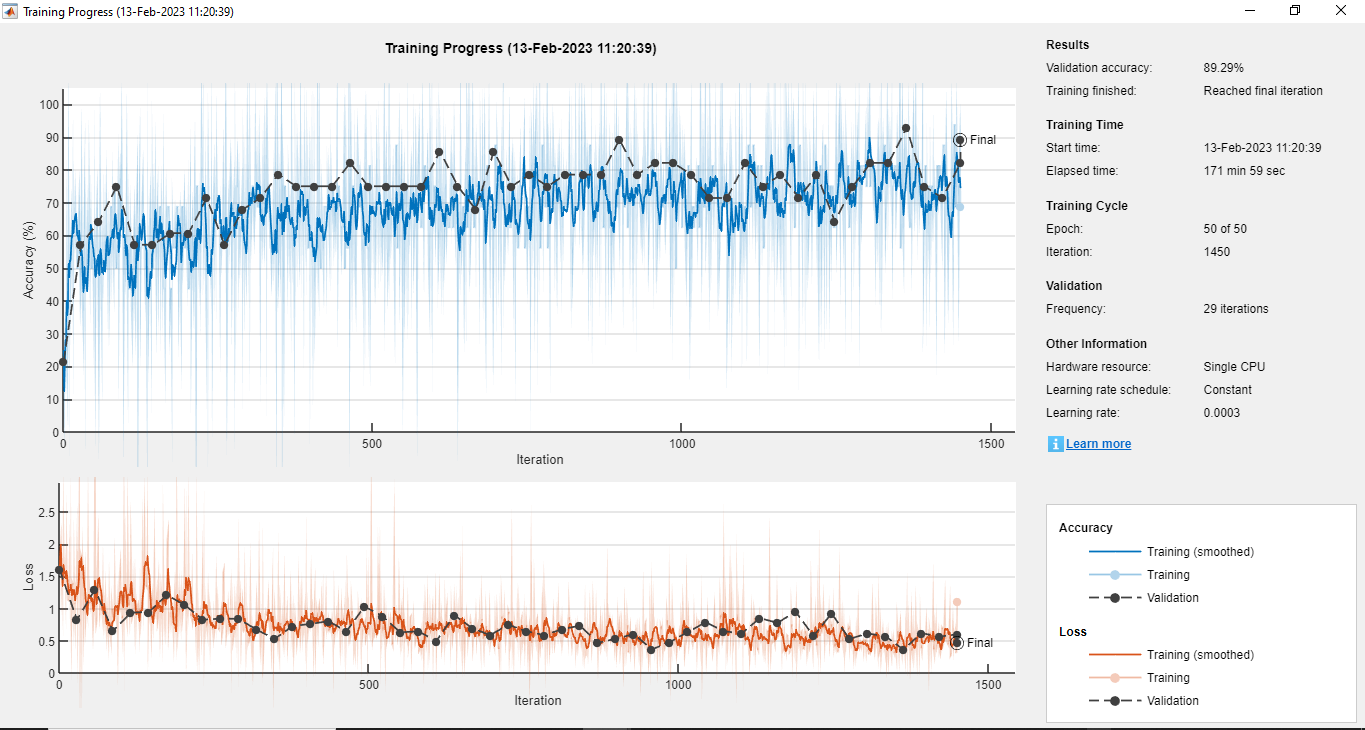 Training Progress (13-Feb-2023 11:20:39)
Training Progress (13-Feb-2023 11:20:39)
100
90
80
70
60
50
40
30
20
10
0
Accuracy (%)
Final
0
500
1000
1500
Iteration
2.5
2
1.5
1
0.5
0
Loss
Final
0
500
1000
1500
Iteration
Results
Validation accuracy: 89.29%
Training finished: Reached final iteration
Training Time
Start time: 13-Feb-2023 11:20:39
Elapsed time: 171 min 59 sec
Training Cycle
Epoch: 50 of 50
Iteration: 1450
Validation
Frequency: 29 iterations
Other Information
Hardware resource: Single CPU
Learning rate schedule: Constant
Learning rate: 0.0003
i Learn more
Accuracy
Training (smoothed)
Training
Validation
Loss
Training (smoothed)
Training
Validation